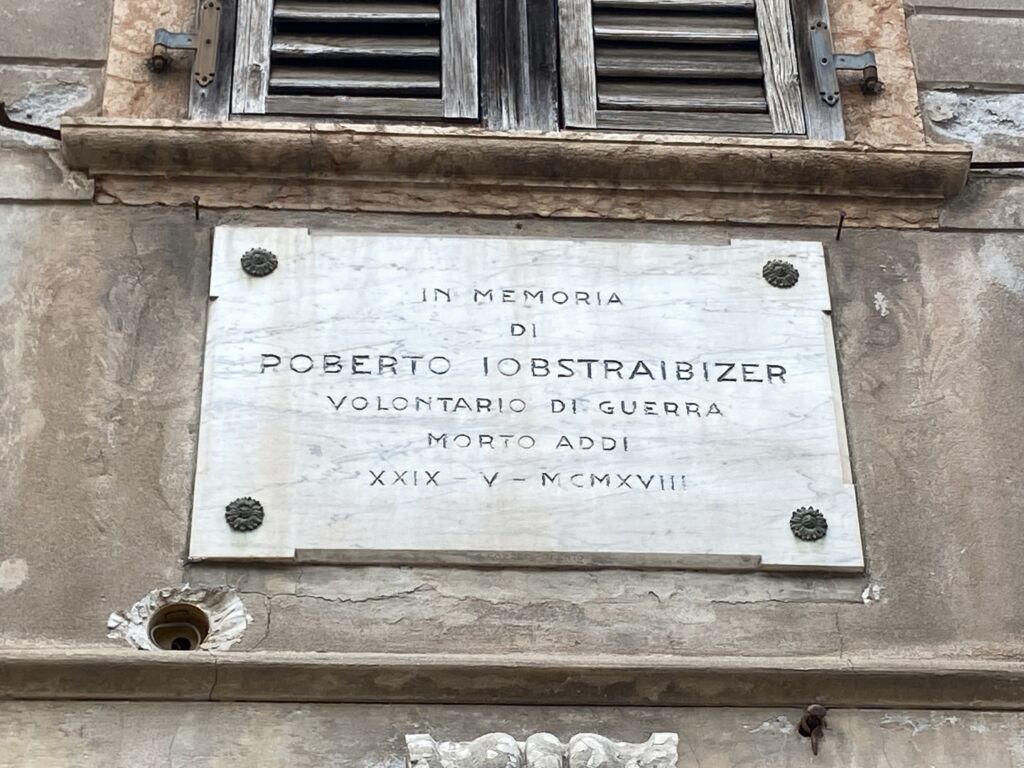 IN MEMORIA
DI
ROBERTO IOBSTRAIBIZER
VOLONTARIO DI GUERRA
MORTO ADDI
XXIX - V - MCMXVIII